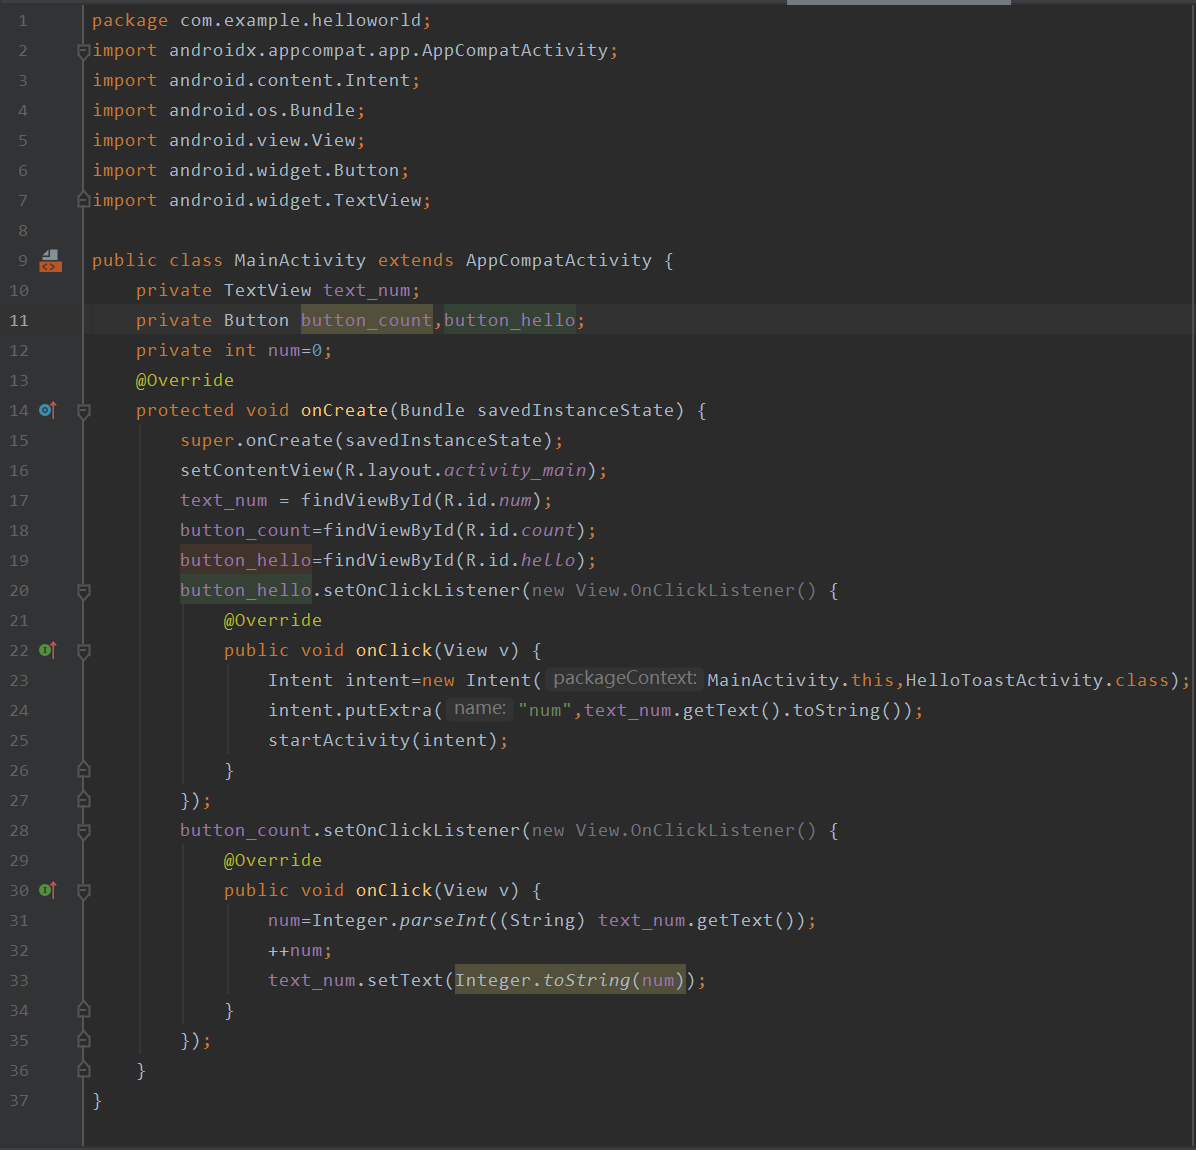 1 package com.example.helloworld;
2 import androidx.appcompat.app.AppCompatActivity;
3 import android.content.Intent;
4 import android.os.Bundle;
5 import android.view.View;
6 import android.widget.Button;
7 import android.widget.TextView;
8
9 public class MainActivity extends AppCompatActivity {
10     private TextView text_num;
11     private Button button_count,button_hello;
12     private int num=0;
13     @Override
14     protected void onCreate(Bundle savedInstanceState) {
15         super.onCreate(savedInstanceState);
16         setContentView(R.layout.activity_main);
17         text_num = findViewById(R.id.num);
18         button_count=findViewById(R.id.count);
19         button_hello=findViewById(R.id.hello);
20         button_hello.setOnClickListener(new View.OnClickListener() {
21             @Override
22             public void onClick(View v) {
23                 Intent intent=new Intent( packageContext: MainActivity.this,HelloToastActivity.class);
24                 intent.putExtra( name: "num",text_num.getText().toString());
25                 startActivity(intent);
26             }
27         });
28         button_count.setOnClickListener(new View.OnClickListener() {
29             @Override
30             public void onClick(View v) {
31                 num=Integer.parseInt((String) text_num.getText());
32                 ++num;
33                 text_num.setText(Integer.toString(num));
34             }
35         });
36     }
37 }